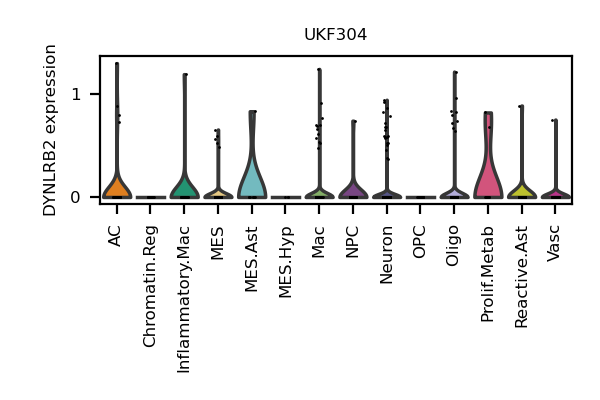 UKF304
DYNLRB2 expression
1
0
AC
Chromatin.Reg
Inflammatory.Mac
MES
MES.Ast
MES.Hyp
Mac
NPC
Neuron
OPC
Oligo
Prolif.Metab
Reactive.Ast
Vasc